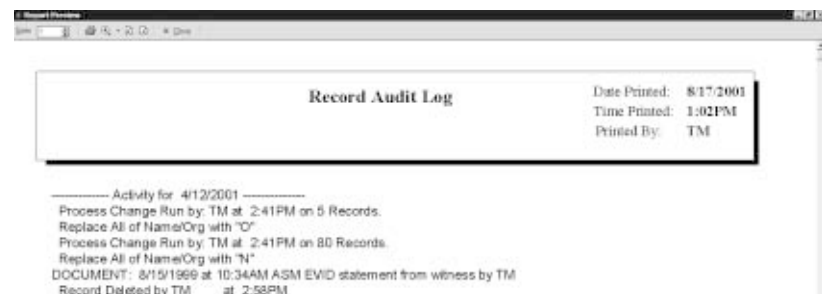 Report Preview
Record Audit Log
Date Printed: 8/17/2001
Time Printed: 1:02PM
Printed By: TM
-------------- Activity for 4/12/2001 ---------------
Process Change Run by: TM at 2:41PM on 5 Records.
Replace All of Name/Org with "O"
Process Change Run by: TM at 2:41PM on 80 Records.
Replace All of Name/Org with "N"
DOCUMENT: 8/15/1999 at 10:34AM ASM EVID statement from witness by TM
Record Deleted by TM at 2:58PM